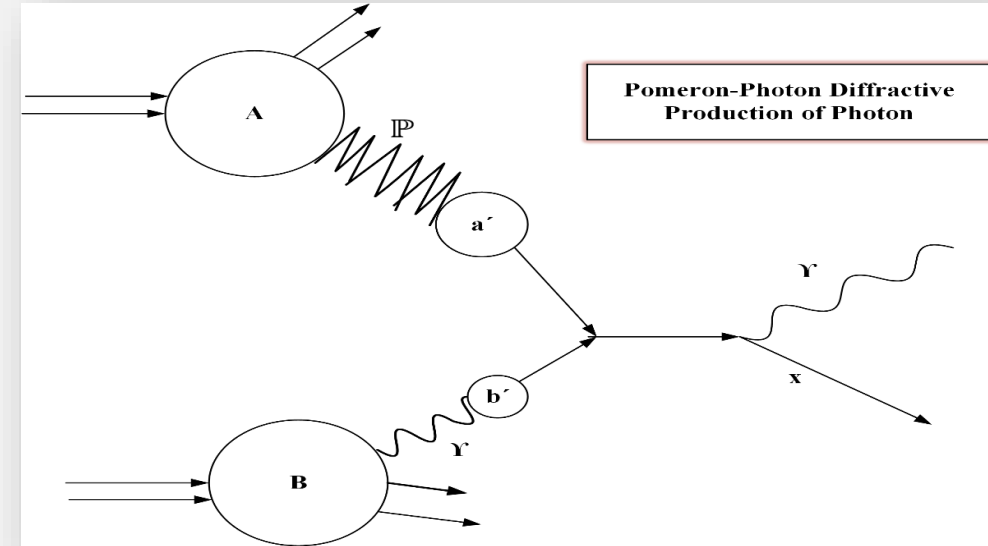 Pomeron-Photon Diffractive
Production of Photon
A
ℙ
a´
ϒ
x
b´
ϒ
B